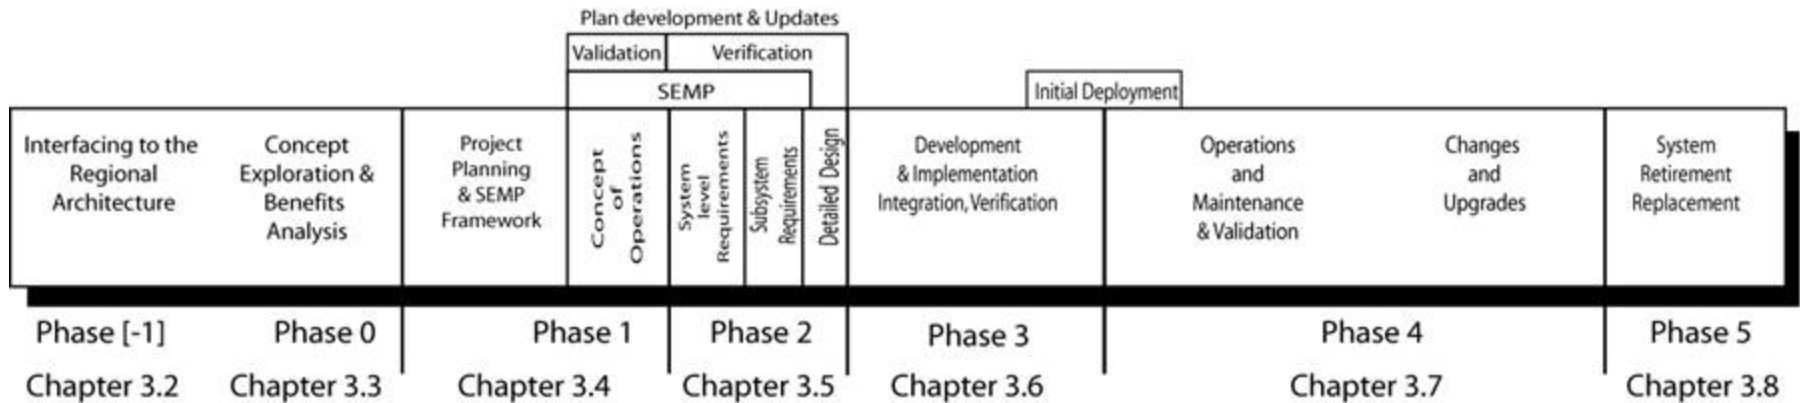 Plan development & Updates
Validation
Verification
SEMP
Initial Deployment
Interfacing to the
Regional
Architecture
Concept
Exploration &
Benefits
Analysis
Project
Planning
& SEMP
Framework
Concept
of
Operations
System
level
Requirements
Subsystem
Requirements
Detailed Design
Development
& Implementation
Integration, Verification
Operations
and
Maintenance
& Validation
Changes
and
Upgrades
System
Retirement
Replacement
Phase [-1]
Phase 0
Phase 1
Phase 2
Phase 3
Phase 4
Phase 5
Chapter 3.2
Chapter 3.3
Chapter 3.4
Chapter 3.5
Chapter 3.6
Chapter 3.7
Chapter 3.8